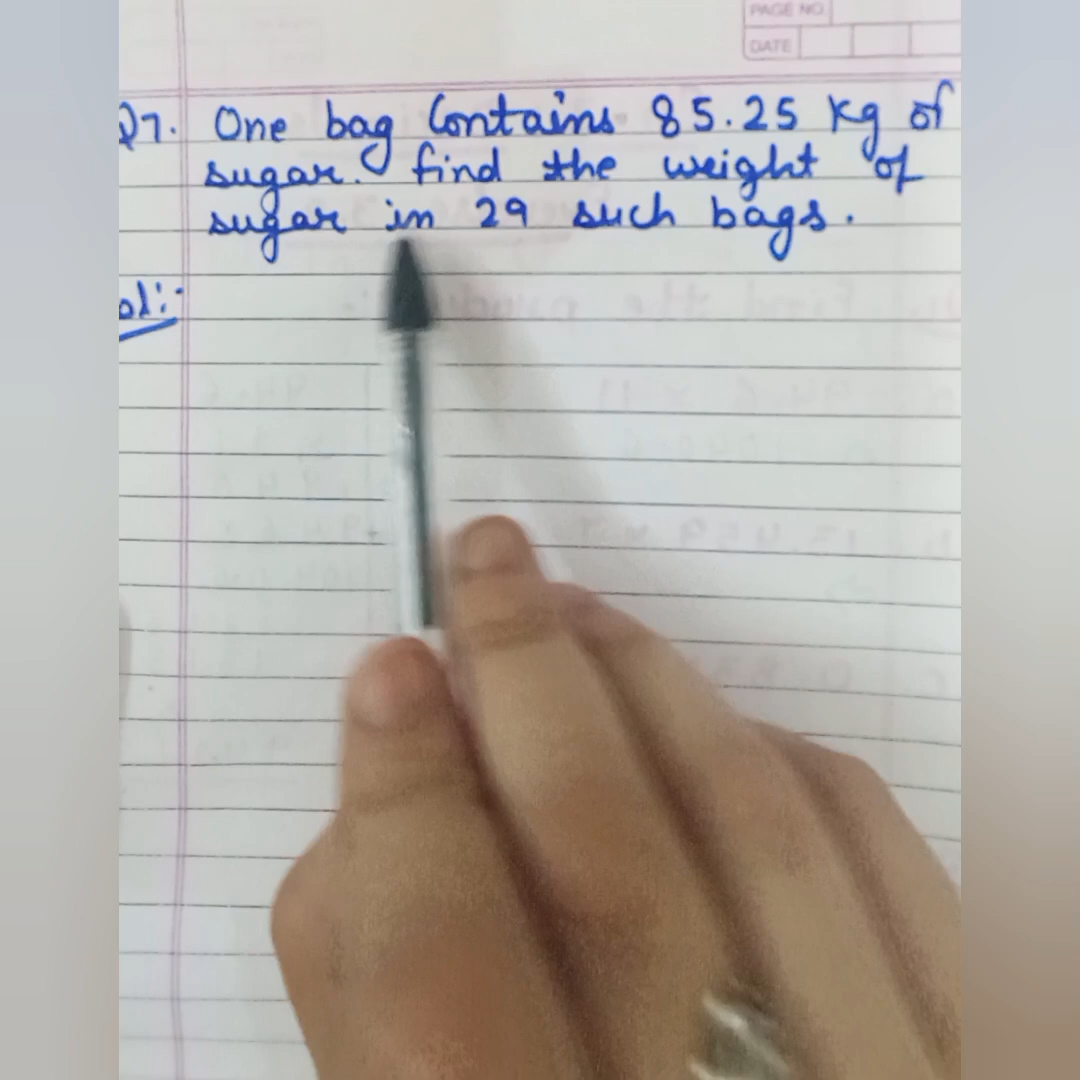 PAGE NO.
DATE
Q7. One bag Contains 85.25 Kg of
sugar. find the weight of
sugar in 29 such bags.
ol:-